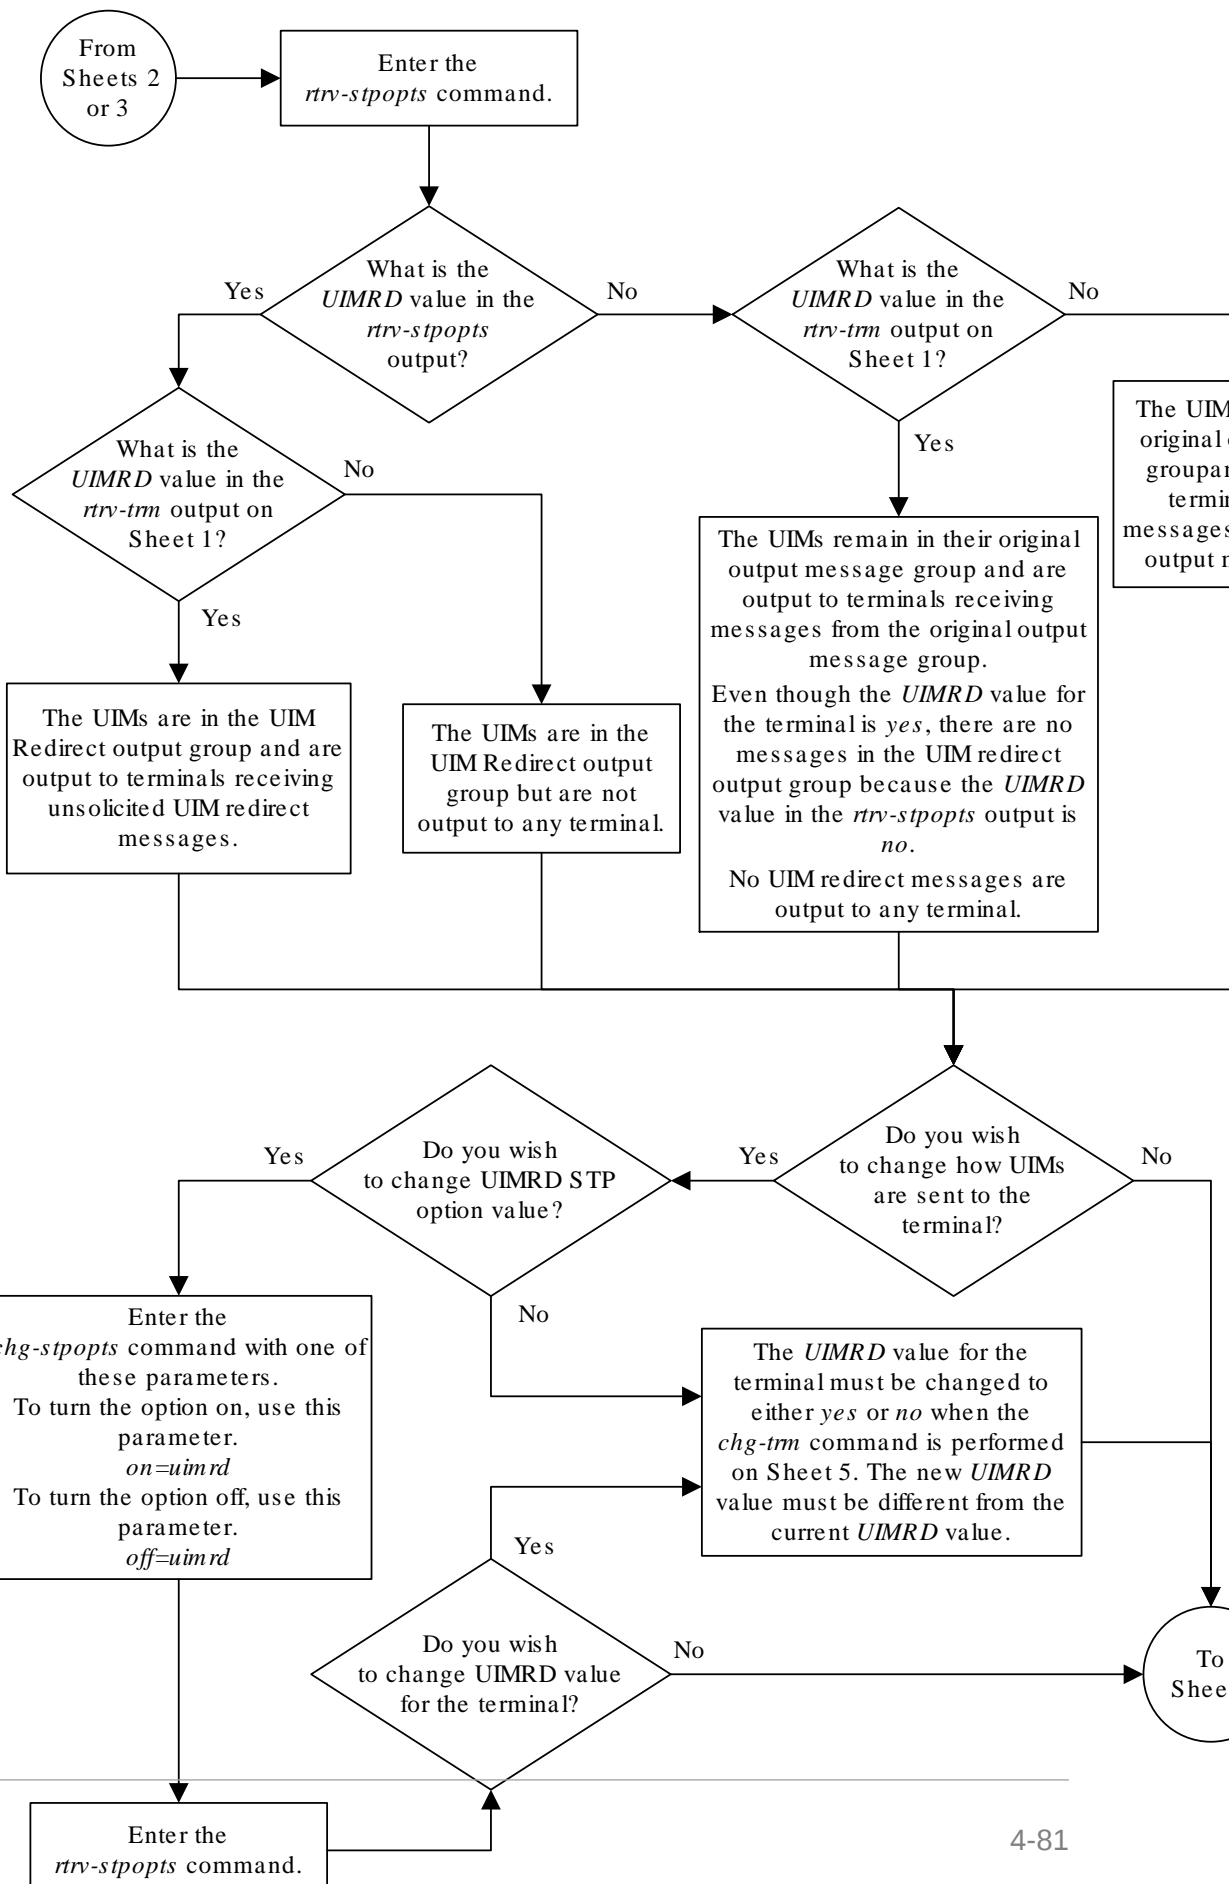 From
Sheets 2
or 3
Enter the
rtrv-stpopts command.
What is the
UIMRD value in the
rtrv-stpopts
output?
Yes
No
What is the
UIMRD value in the
rtrv-trm output on
Sheet 1?
No
Yes
What is the
UIMRD value in the
rtrv-trm output on
Sheet 1?
No
Yes
The UIM
original
groupar
termin
messages
output
The UIMs are in the UIM
Redirect output group and are
output to terminals receiving
unsolicited UIM redirect
messages.
The UIMs are in the
UIM Redirect output
group but are not
output to any terminal.
The UIMs remain in their original
output message group and are
output to terminals receiving
messages from the original output
message group.
Even though the UIMRD value for
the terminal is yes, there are no
messages in the UIM redirect
output group because the UIMRD
value in the rtrv-stpopts output is
no.
No UIM redirect messages are
output to any terminal.
Do you wish
to change how UIMs
are sent to the
terminal?
No
Yes
Do you wish
to change UIMRD STP
option value?
Yes
No
Enter the
chg-stpopts command with one of
these parameters.
To turn the option on, use this
parameter.
on=uimrd
To turn the option off, use this
parameter.
off=uimrd
The UIMRD value for the
terminal must be changed to
either yes or no when the
chg-trm command is performed
on Sheet 5. The new UIMRD
value must be different from the
current UIMRD value.
Yes
Do you wish
to change UIMRD value
for the terminal?
No
To
Shee
Enter the
rtrv-stpopts command.
4-81